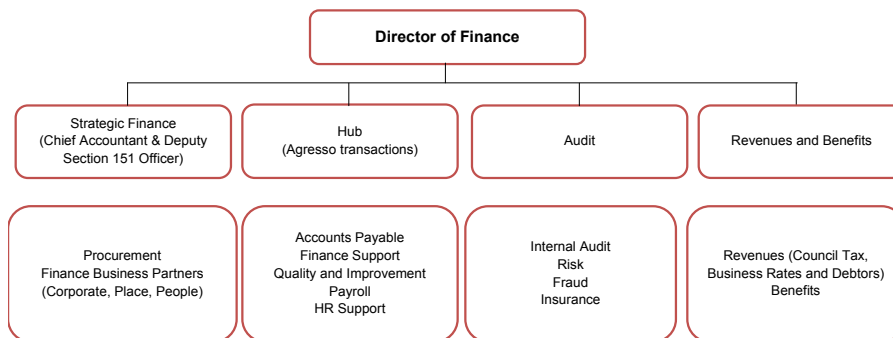 Director of Finance
Strategic Finance
(Chief Accountant & Deputy
Section 151 Officer)
Hub
(Agresso transactions)
Audit
Revenues and Benefits
Procurement
Finance Business Partners
(Corporate, Place, People)
Accounts Payable
Finance Support
Quality and Improvement
Payroll
HR Support
Internal Audit
Risk
Fraud
Insurance
Revenues (Council Tax,
Business Rates and Debtors)
Benefits